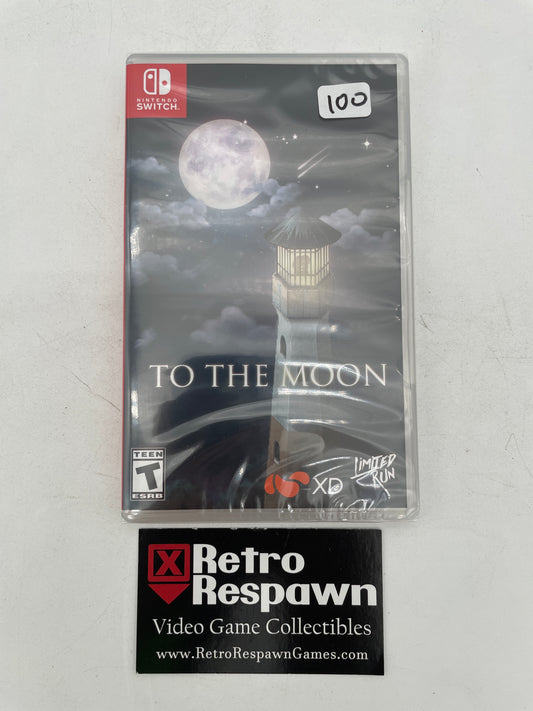 NINTENDO
SWITCH
100
TO THE MOON
TEEN
T
ESRB
XD
LIMITED
RUN
X Retro
Respawn
Video Game Collectibles
www.RetroRespawnGames.com